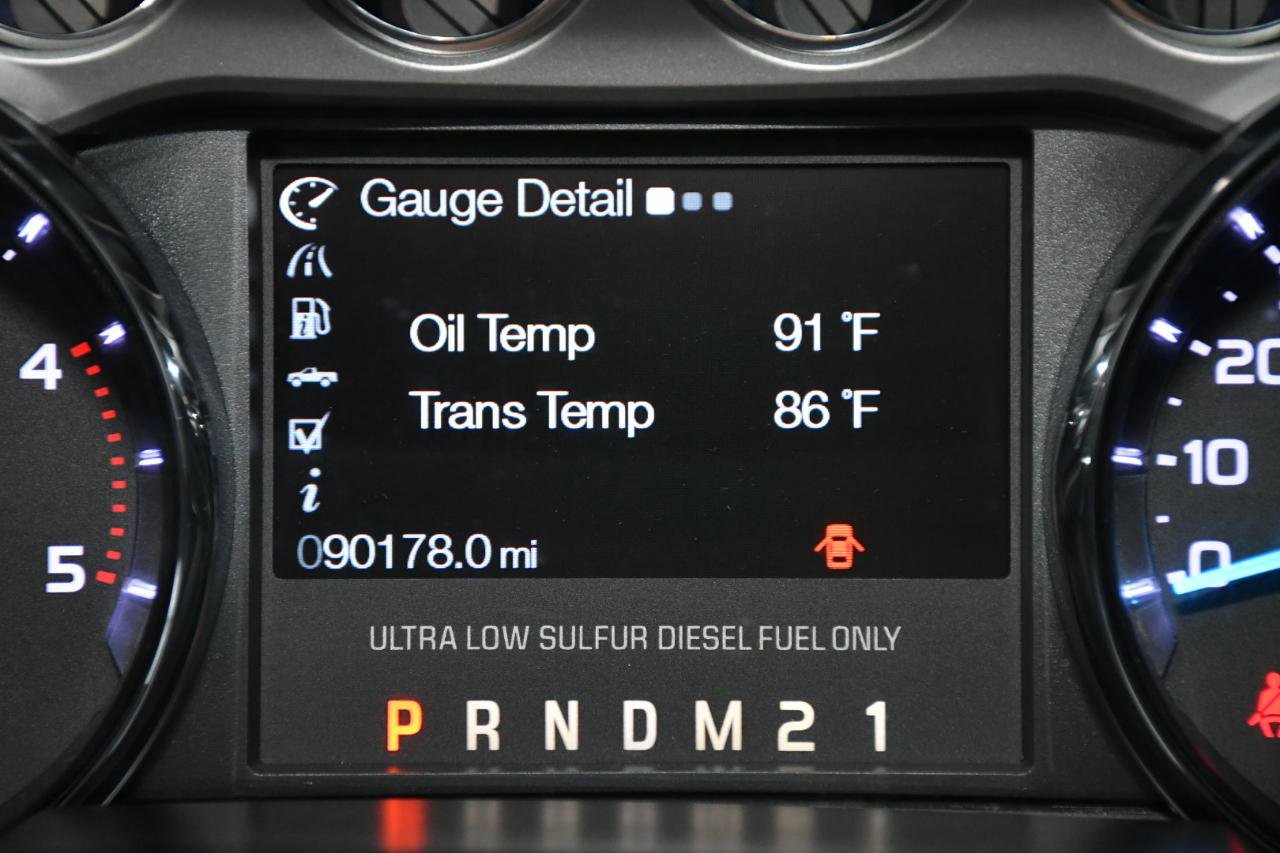 Gauge Detail
Oil Temp 91 °F
Trans Temp 86 °F
i
090178.0 mi
ULTRA LOW SULFUR DIESEL FUEL ONLY
P R N D M 2 1
4
5
20
10
0